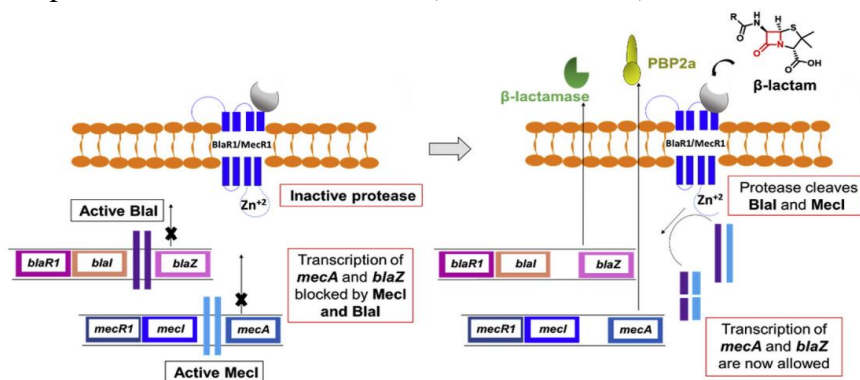 R
H
N
H
S
O
N
O
OH
β-lactam
PBP2a
β-lactamase
BlaR1/MecR1
Zn+2
Inactive protease
Active BlaI
blaR1 blaI blaZ
Transcription of
mecA and blaZ
blocked by MecI
and BlaI
mecR1 mecI mecA
Active MecI
BlaR1/MecR1
Zn+2
Protease cleaves
BlaI and MecI
blaR1 blaI blaZ
mecR1 mecI mecA
Transcription of
mecA and blaZ
are now allowed